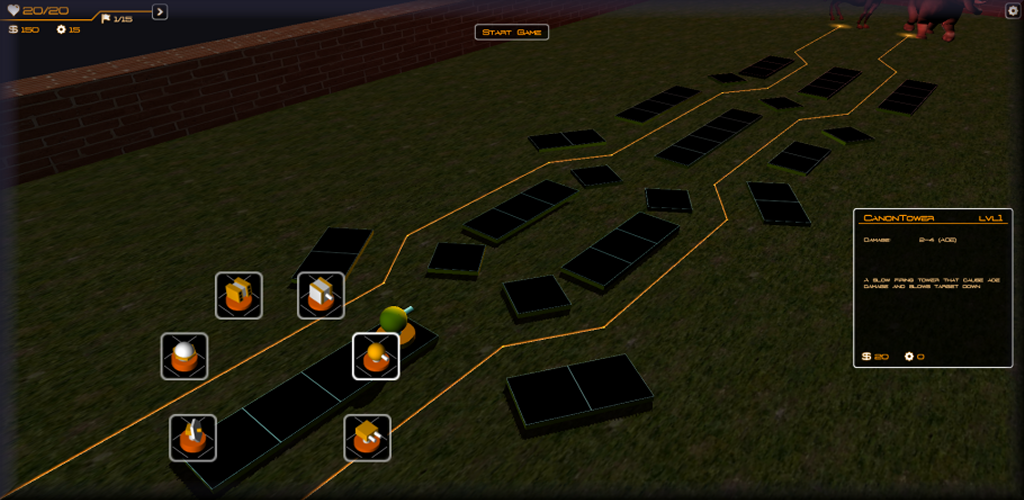 20/20
1/15
$ 150 15
Start Game
CanonTower LVL1
Damage: 2-4 (AOE)
A slow firing tower that cause aoe
damage and slows target down
$ 20 0